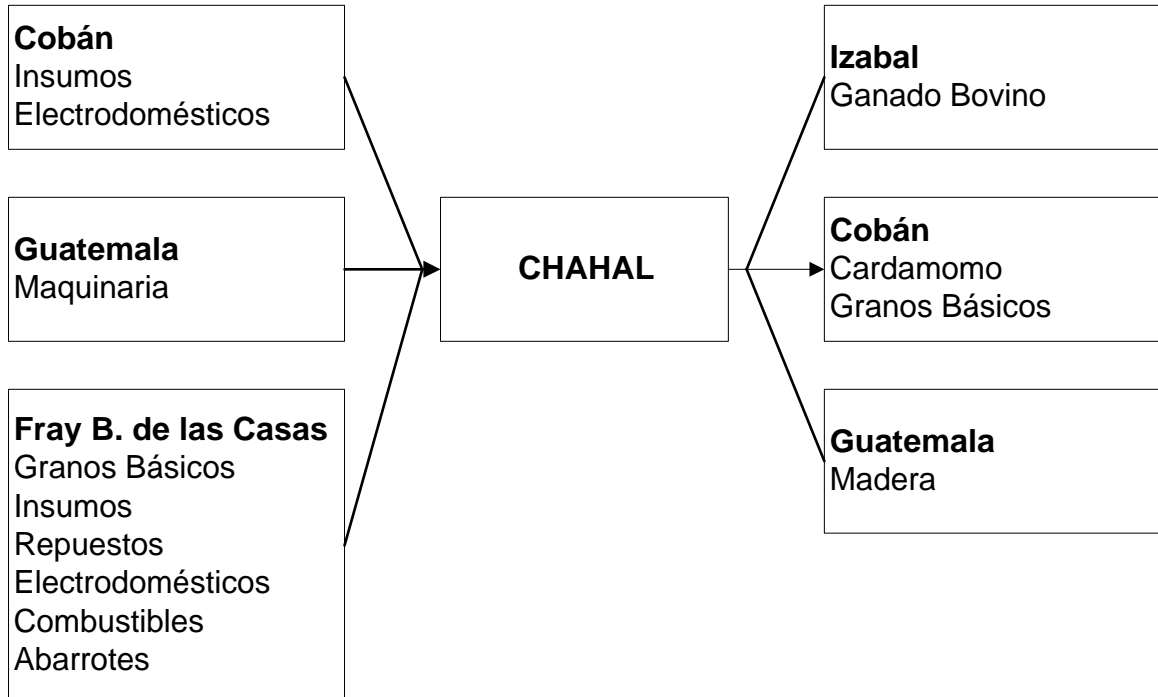 Cobán
Insumos
Electrodomésticos
Guatemala
Maquinaria
Fray B. de las Casas
Granos Básicos
Insumos
Repuestos
Electrodomésticos
Combustibles
Abarrotes
CHAHAL
Izabal
Ganado Bovino
Cobán
Cardamomo
Granos Básicos
Guatemala
Madera